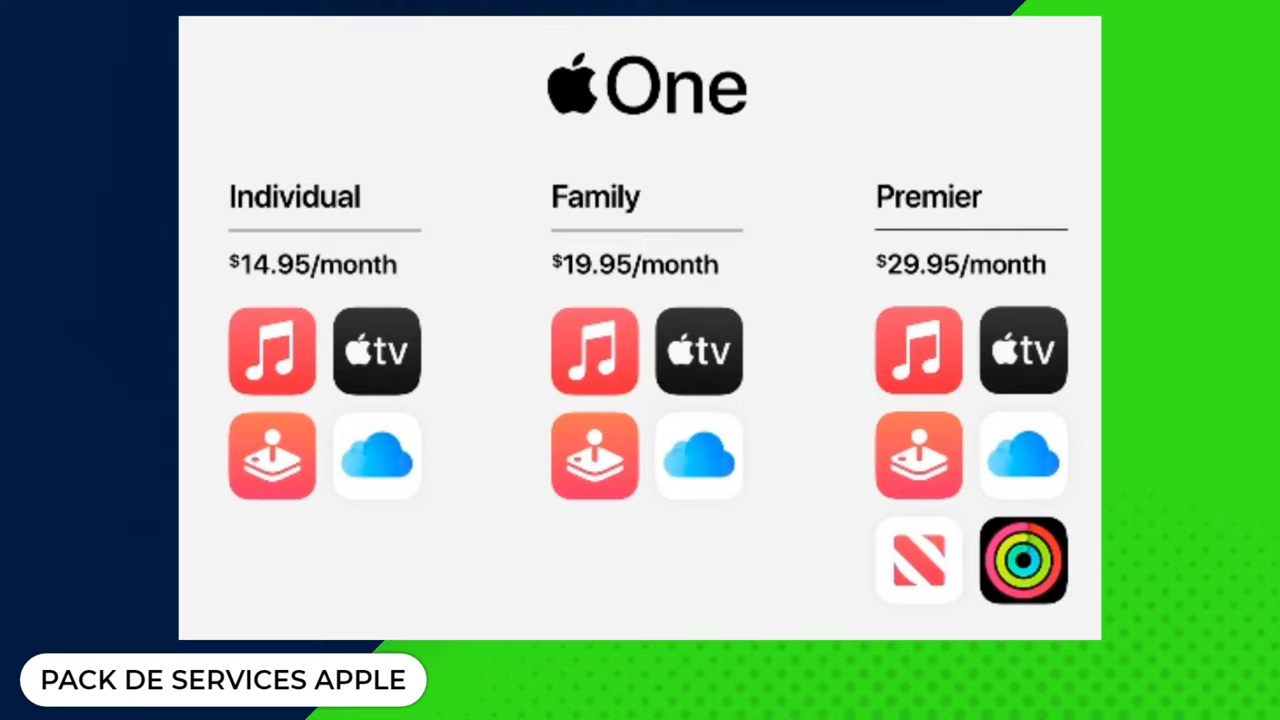 One
Individual
$14.95/month
tv
Family
$19.95/month
tv
Premier
$29.95/month
tv
PACK DE SERVICES APPLE